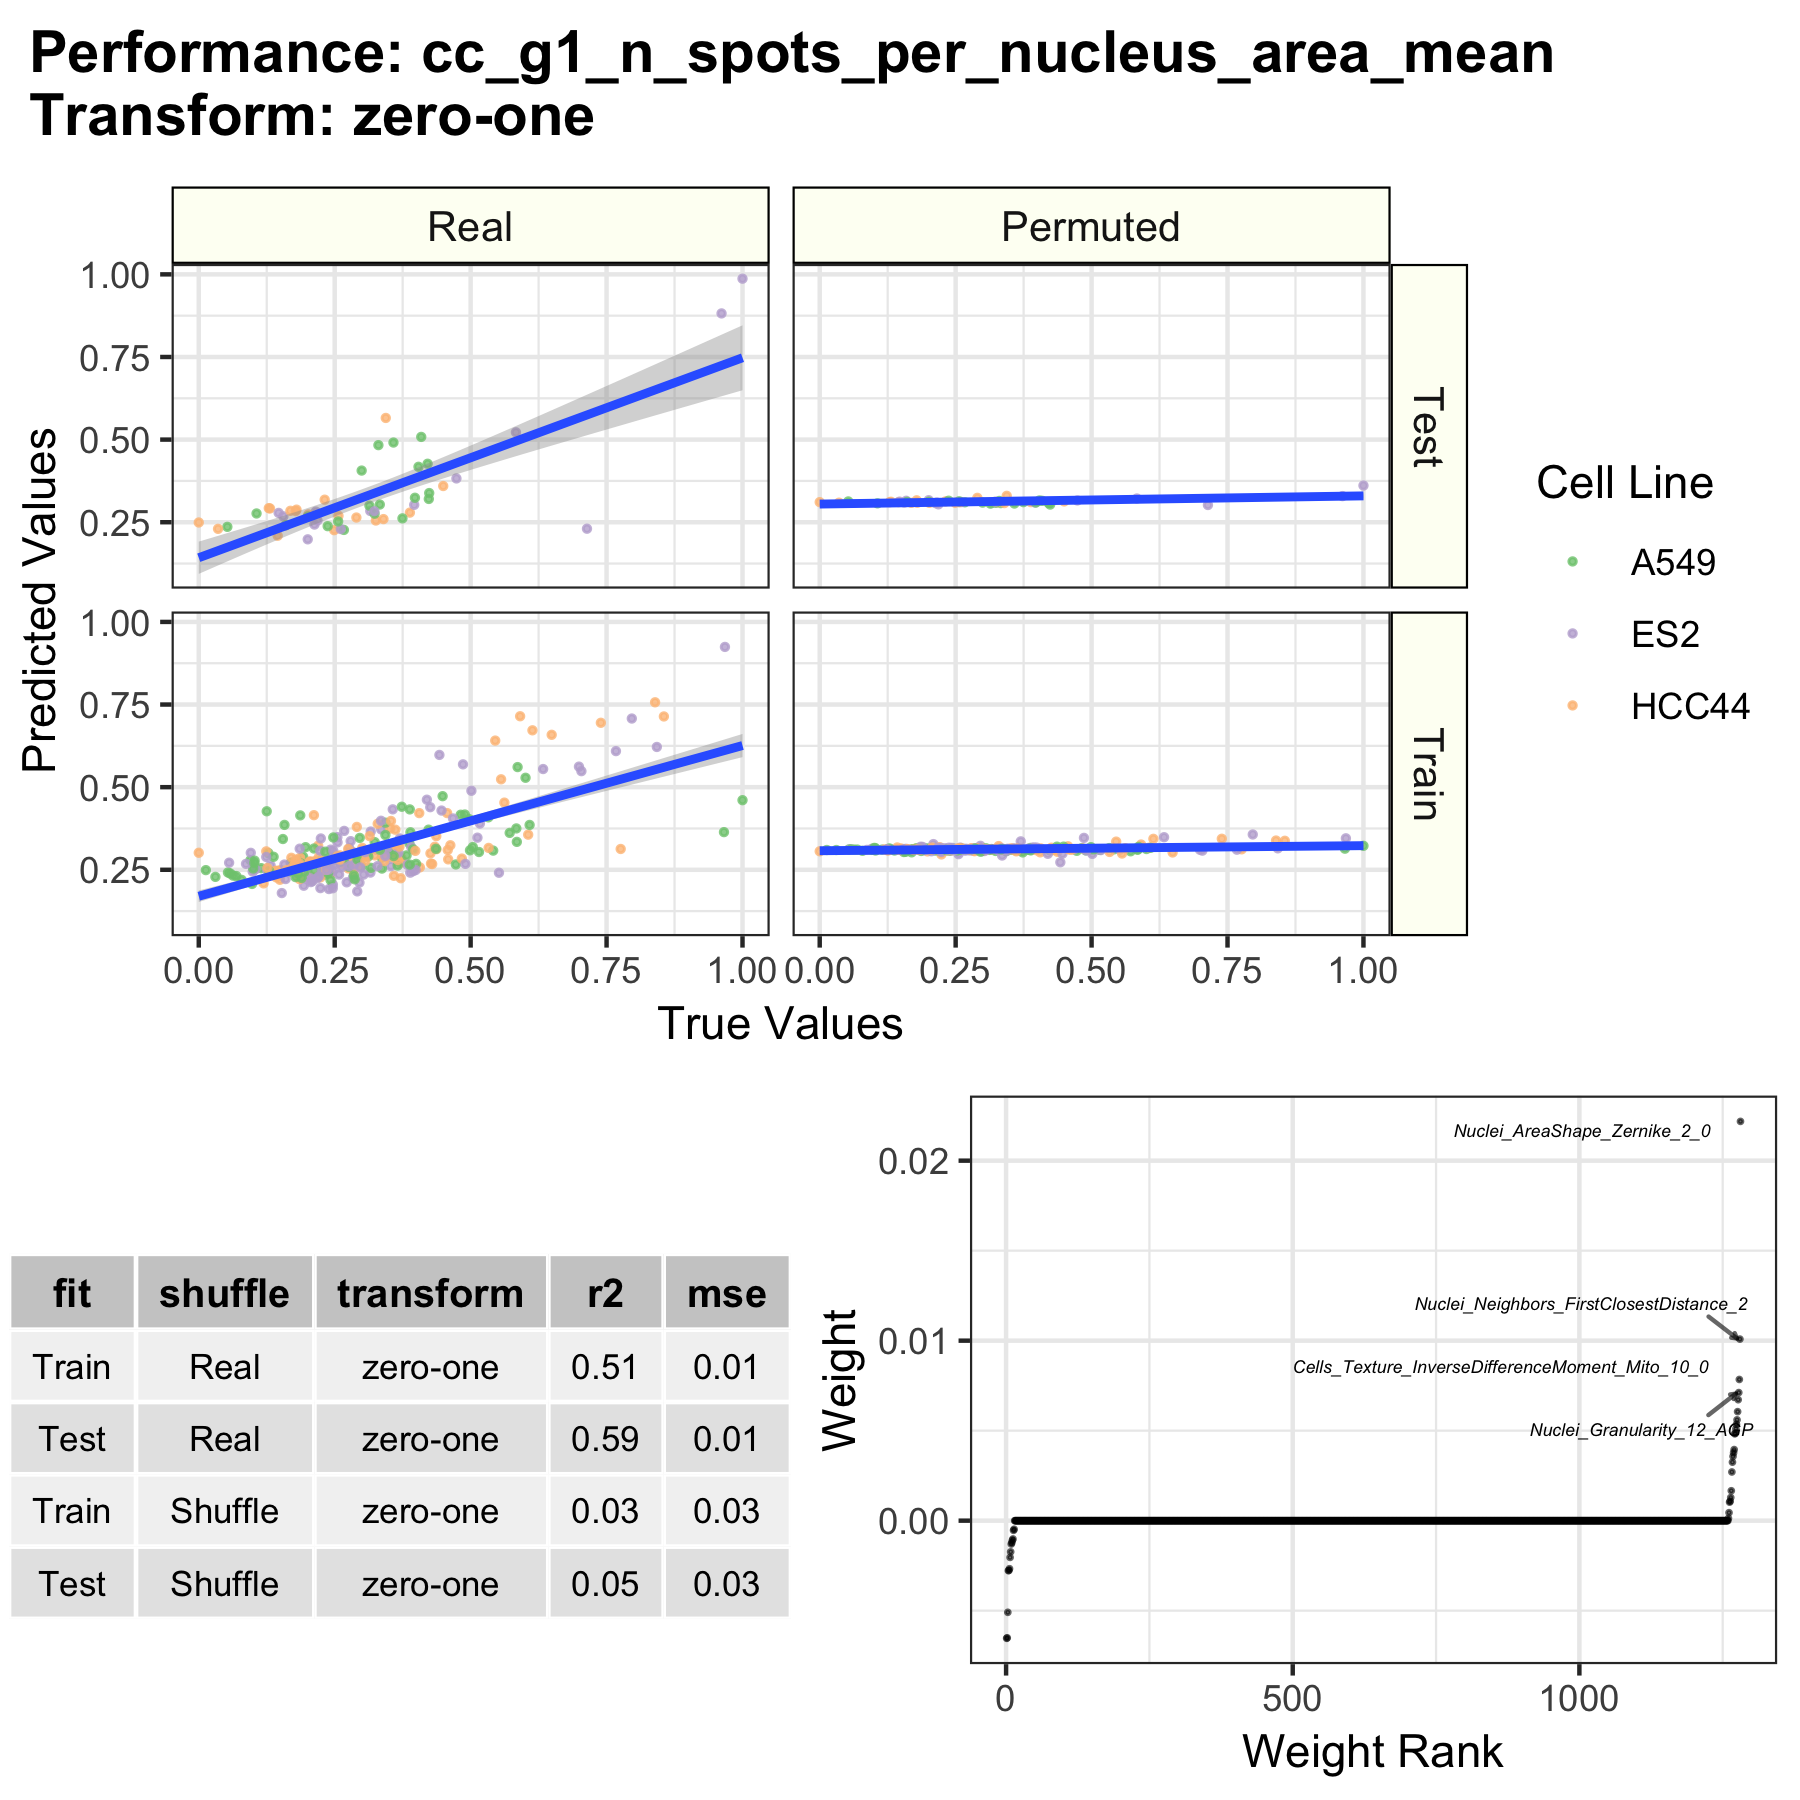 Performance: cc_g1_n_spots_per_nucleus_area_mean
Transform: zero-one
Real
Permuted
1.00
0.75
0.50
0.25
Test
1.00
0.75
0.50
0.25
Train
Predicted Values
0.00 0.25 0.50 0.75 1.00
0.00 0.25 0.50 0.75 1.00
True Values
Cell Line
A549
ES2
HCC44
fit shuffle transform r2 mse
Train Real zero-one 0.51 0.01
Test Real zero-one 0.59 0.01
Train Shuffle zero-one 0.03 0.03
Test Shuffle zero-one 0.05 0.03
Weight
0.02
0.01
0.00
Nuclei_AreaShape_Zernike_2_0
Nuclei_Neighbors_FirstClosestDistance_2
Cells_Texture_InverseDifferenceMoment_Mito_10_0
Nuclei_Granularity_12_AGP
0 500 1000
Weight Rank